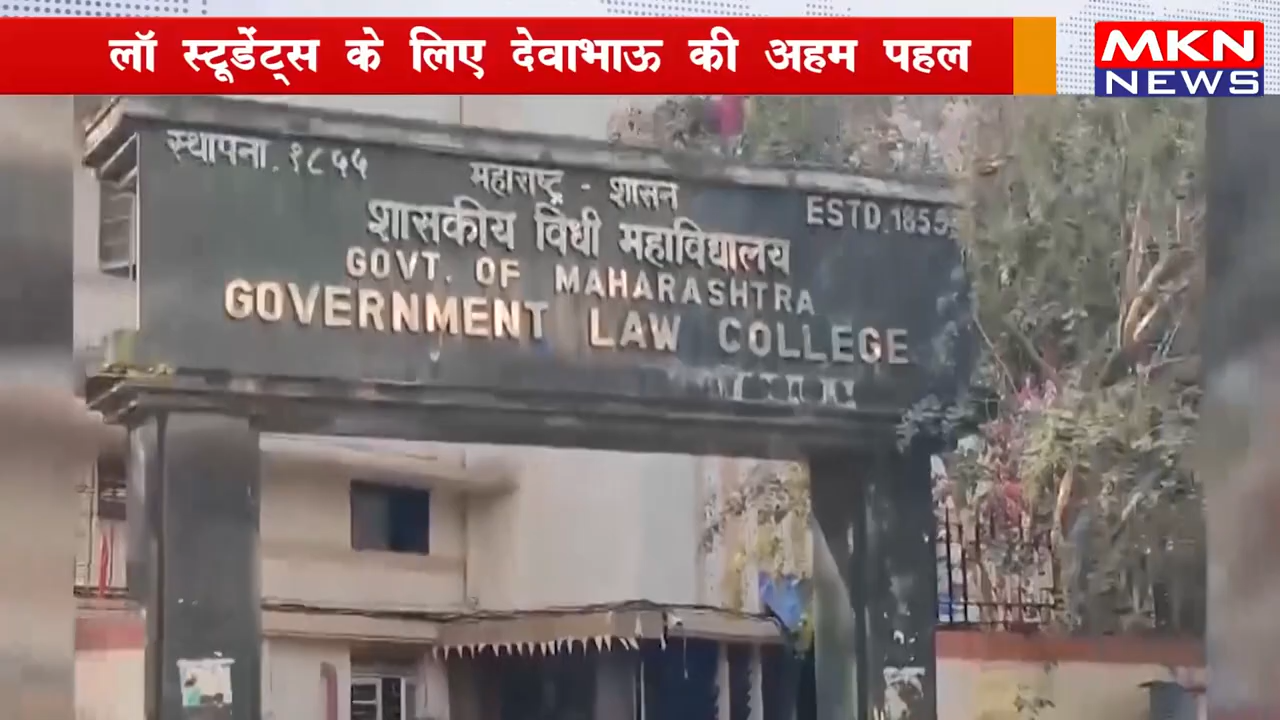 लॉ स्टूडेंट्स के लिए देवाभाऊ की अहम पहल
MKN
NEWS
स्थापना. १८५५
महाराष्ट्र - शासन
ESTD. 1855
शासकीय विधी महाविद्यालय
GOVT. OF MAHARASHTRA
GOVERNMENT LAW COLLEGE